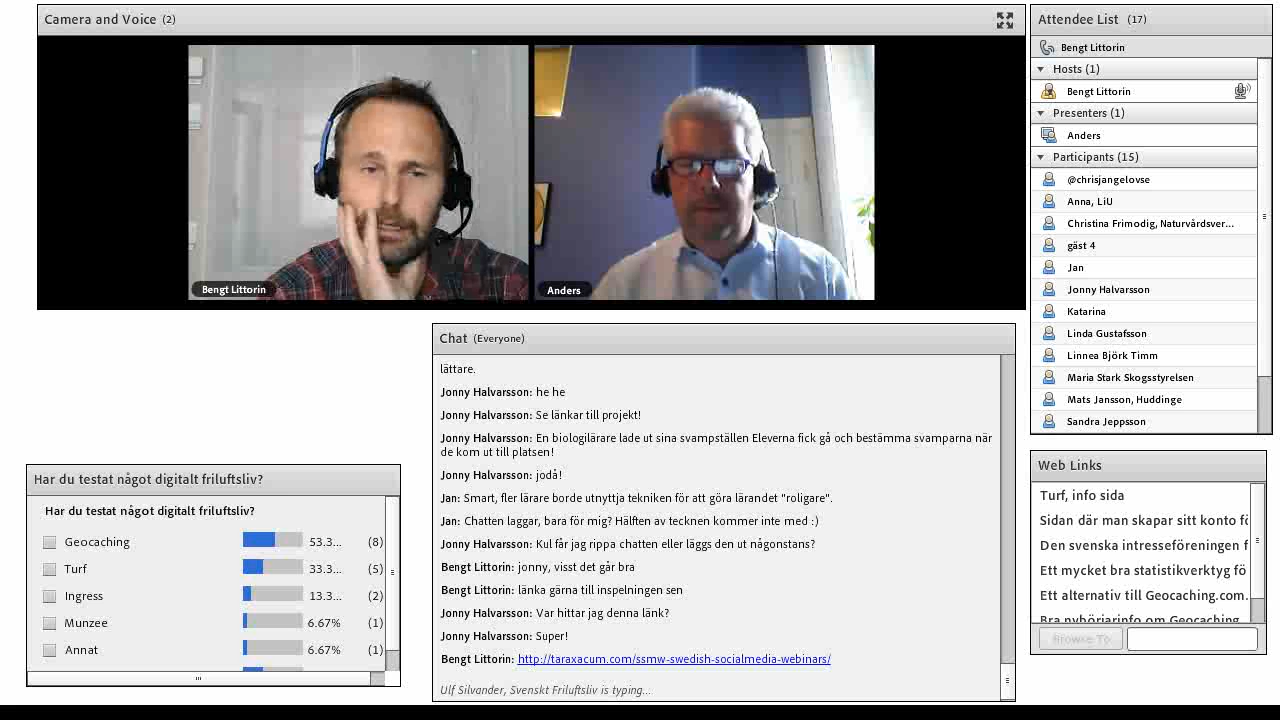 Camera and Voice (2)
Bengt Littorin
Anders
Attendee List (17)
Bengt Littorin
Hosts (1)
Bengt Littorin
Presenters (1)
Anders
Participants (15)
@chrisjangelovse
Anna, LiU
Christina Frimodig, Naturvårdsver...
gäst 4
Jan
Jonny Halvarsson
Katarina
Linda Gustafsson
Linnea Björk Timm
Maria Stark Skogsstyrelsen
Mats Jansson, Huddinge
Sandra Jeppsson
Har du testat något digitalt friluftsliv?
Har du testat något digitalt friluftsliv?
Geocaching 53.3... (8)
Turf 33.3... (5)
Ingress 13.3... (2)
Munzee 6.67% (1)
Annat 6.67% (1)
Chat (Everyone)
lättare.
Jonny Halvarsson: he he
Jonny Halvarsson: Se länkar till projekt!
Jonny Halvarsson: En biologilärare lade ut sina svampställen Eleverna fick gå och bestämma svamparna när
de kom ut till platsen!
Jonny Halvarsson: jodå!
Jan: Smart, fler lärare borde utnyttja tekniken för att göra lärandet "roligare".
Jan: Chatten laggar, bara för mig? Hälften av tecknen kommer inte med :)
Jonny Halvarsson: Kul får jag rippa chatten eller läggs den ut någonstans?
Bengt Littorin: jonny, visst det går bra
Bengt Littorin: länka gärna till inspelningen sen
Jonny Halvarsson: Var hittar jag denna länk?
Jonny Halvarsson: Super!
Bengt Littorin: http://taraxacum.com/ssmw-swedish-socialmedia-webinars/
Ulf Silvander, Svenskt Friluftsliv is typing...
Web Links
Turf, info sida
Sidan där man skapar sitt konto fö
Den svenska intresseföreningen f
Ett mycket bra statistikverktyg fö
Ett alternativ till Geocaching.com.
Bra nybörjarinfo om Geocaching
Browse To